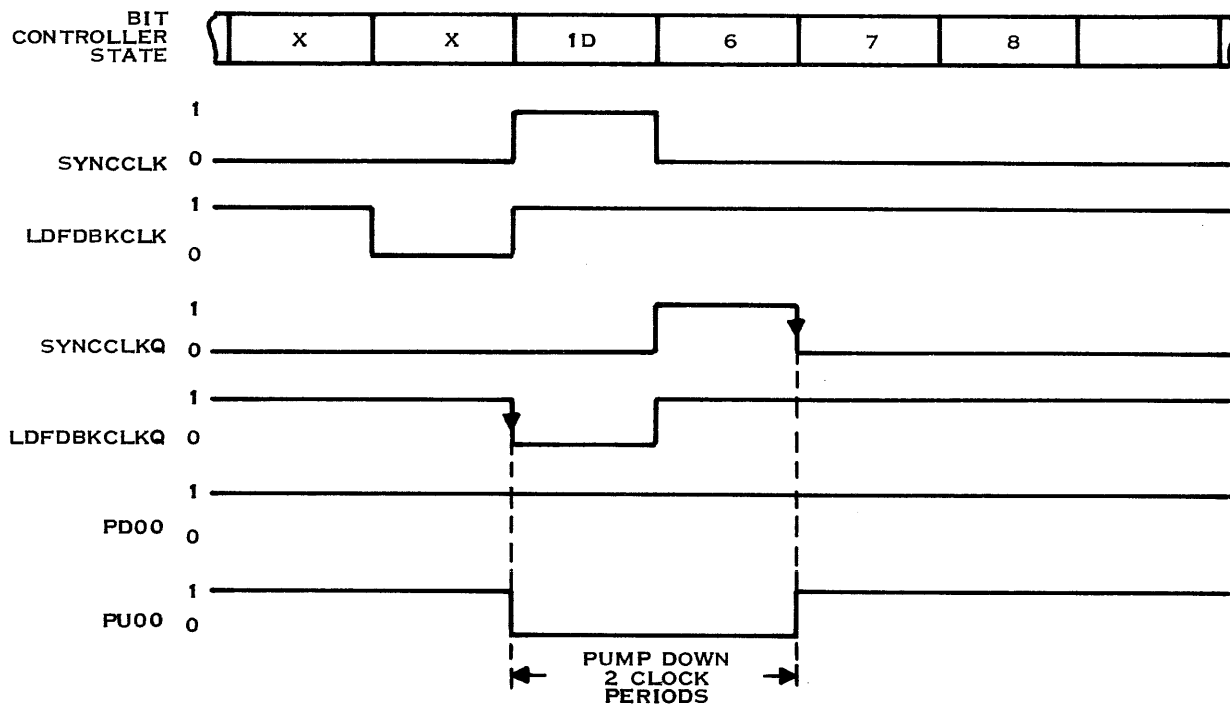 BIT
CONTROLLER
STATE
X X 1D 6 7 8
1
SYNCCLK 0
1
LDFDBKCLK
0
1
SYNCCLKQ 0
1
LDFDBKCLKQ 0
1
PD00 0
1
PU00 0
PUMP DOWN
2 CLOCK
PERIODS